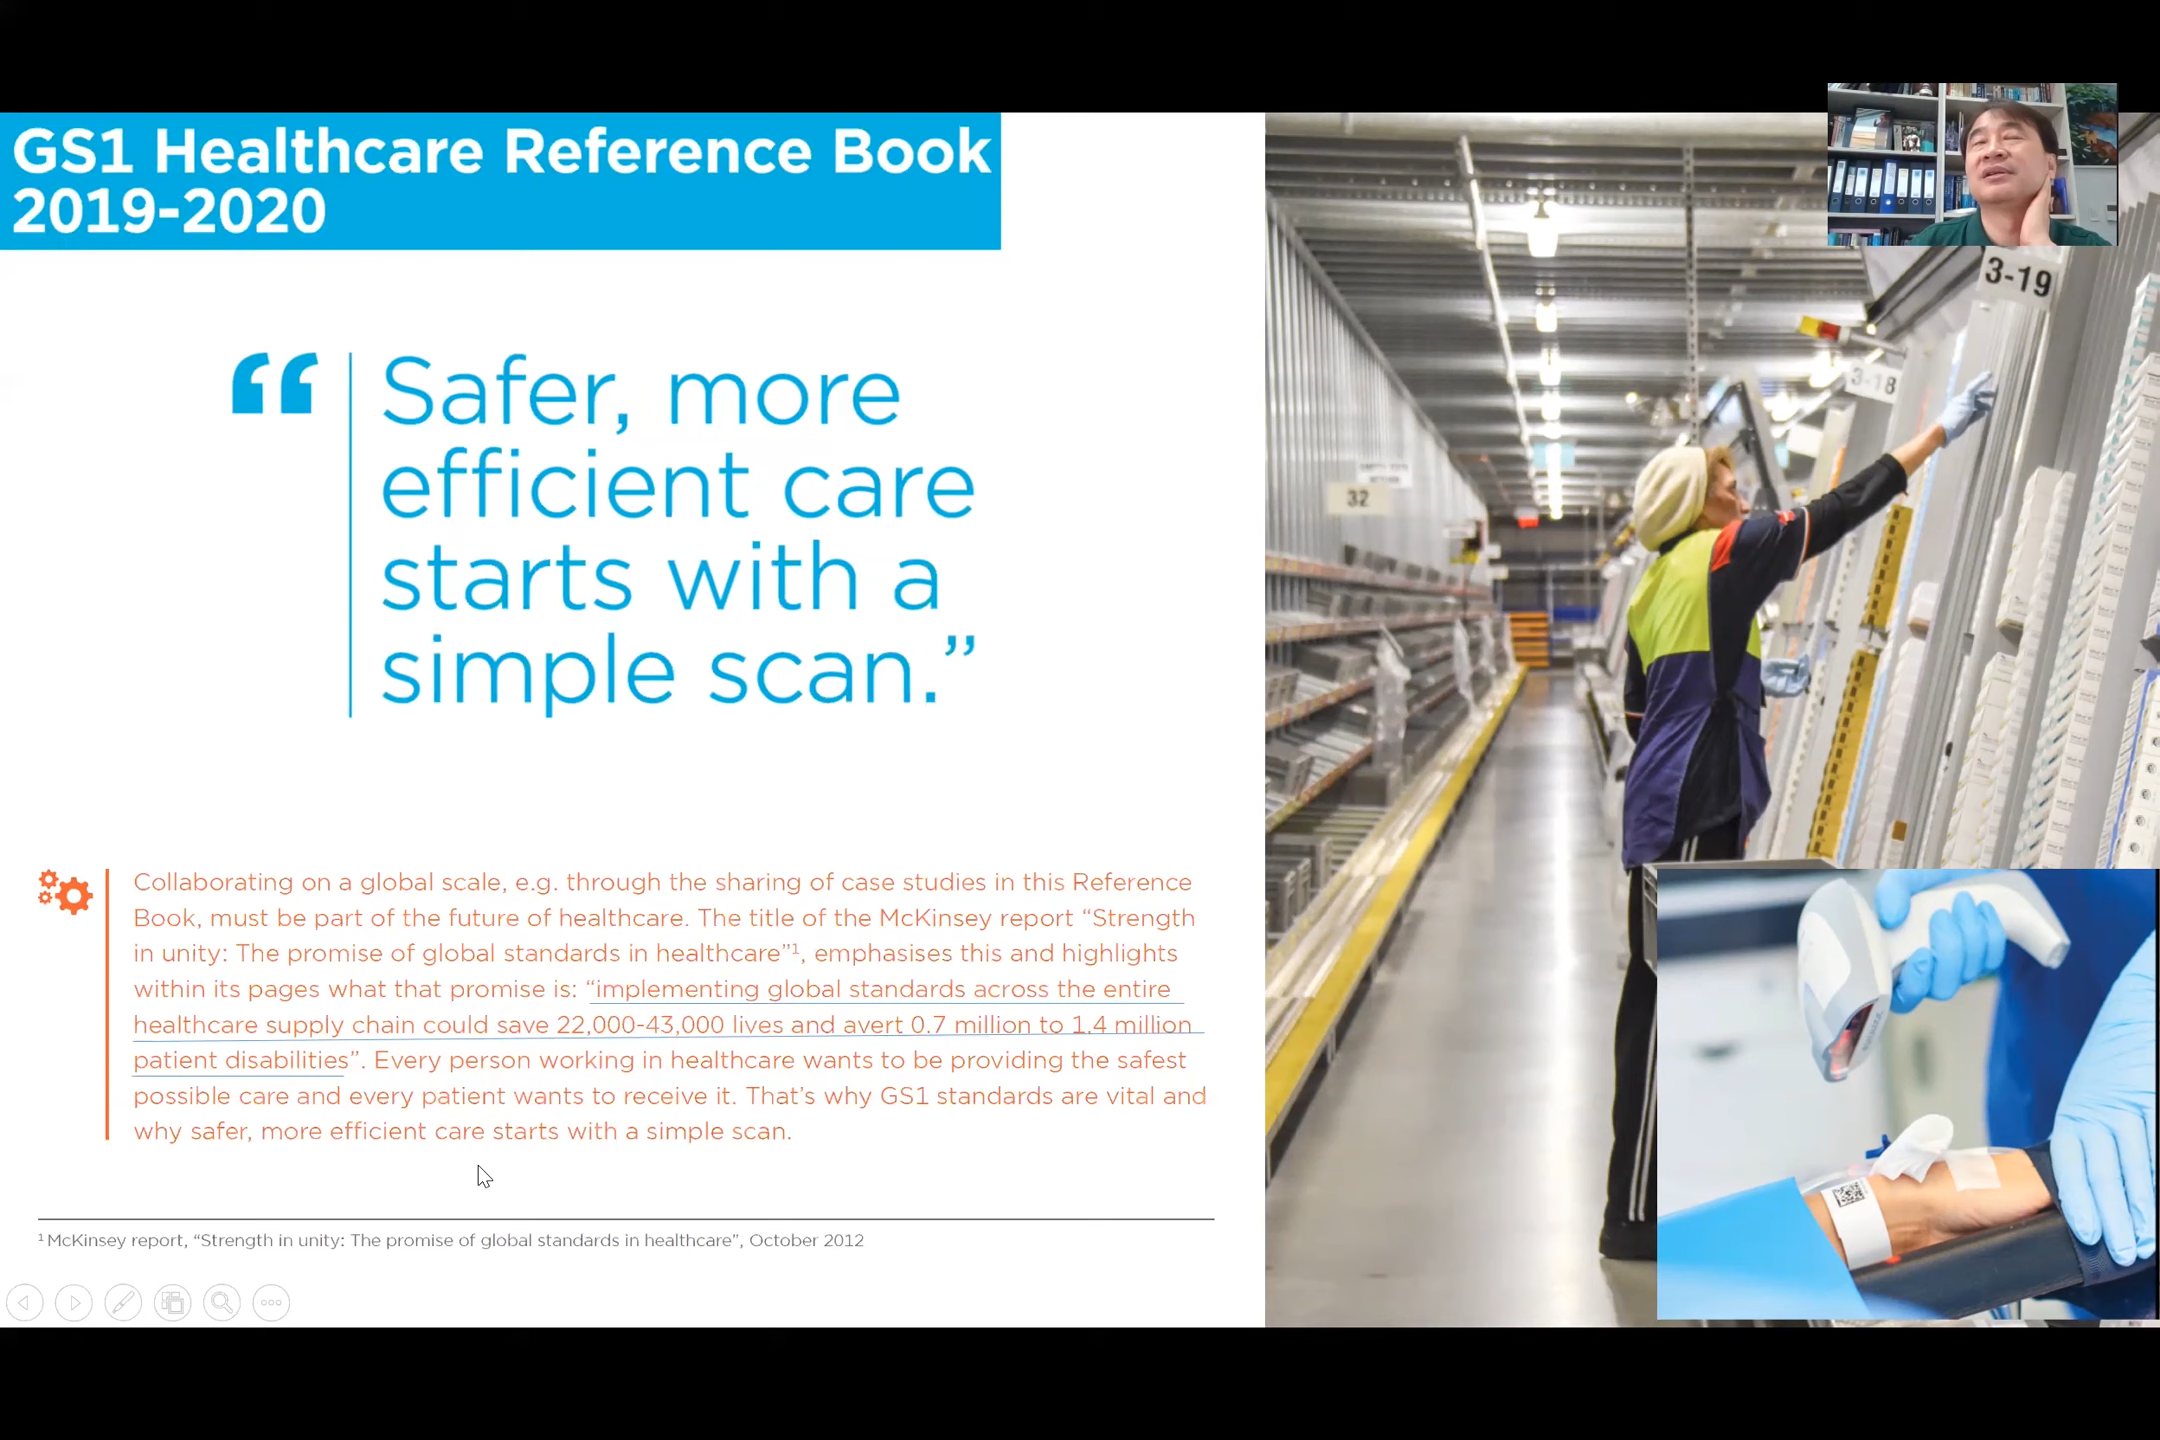 GS1 Healthcare Reference Book
2019-2020
“Safer, more
efficient care
starts with a
simple scan.”
Collaborating on a global scale, e.g. through the sharing of case studies in this Reference
Book, must be part of the future of healthcare. The title of the McKinsey report “Strength
in unity: The promise of global standards in healthcare”¹, emphasises this and highlights
within its pages what that promise is: “implementing global standards across the entire
healthcare supply chain could save 22,000-43,000 lives and avert 0.7 million to 1.4 million
patient disabilities”. Every person working in healthcare wants to be providing the safest
possible care and every patient wants to receive it. That’s why GS1 standards are vital and
why safer, more efficient care starts with a simple scan.
¹ McKinsey report, “Strength in unity: The promise of global standards in healthcare”, October 2012
3-19
3-18
32